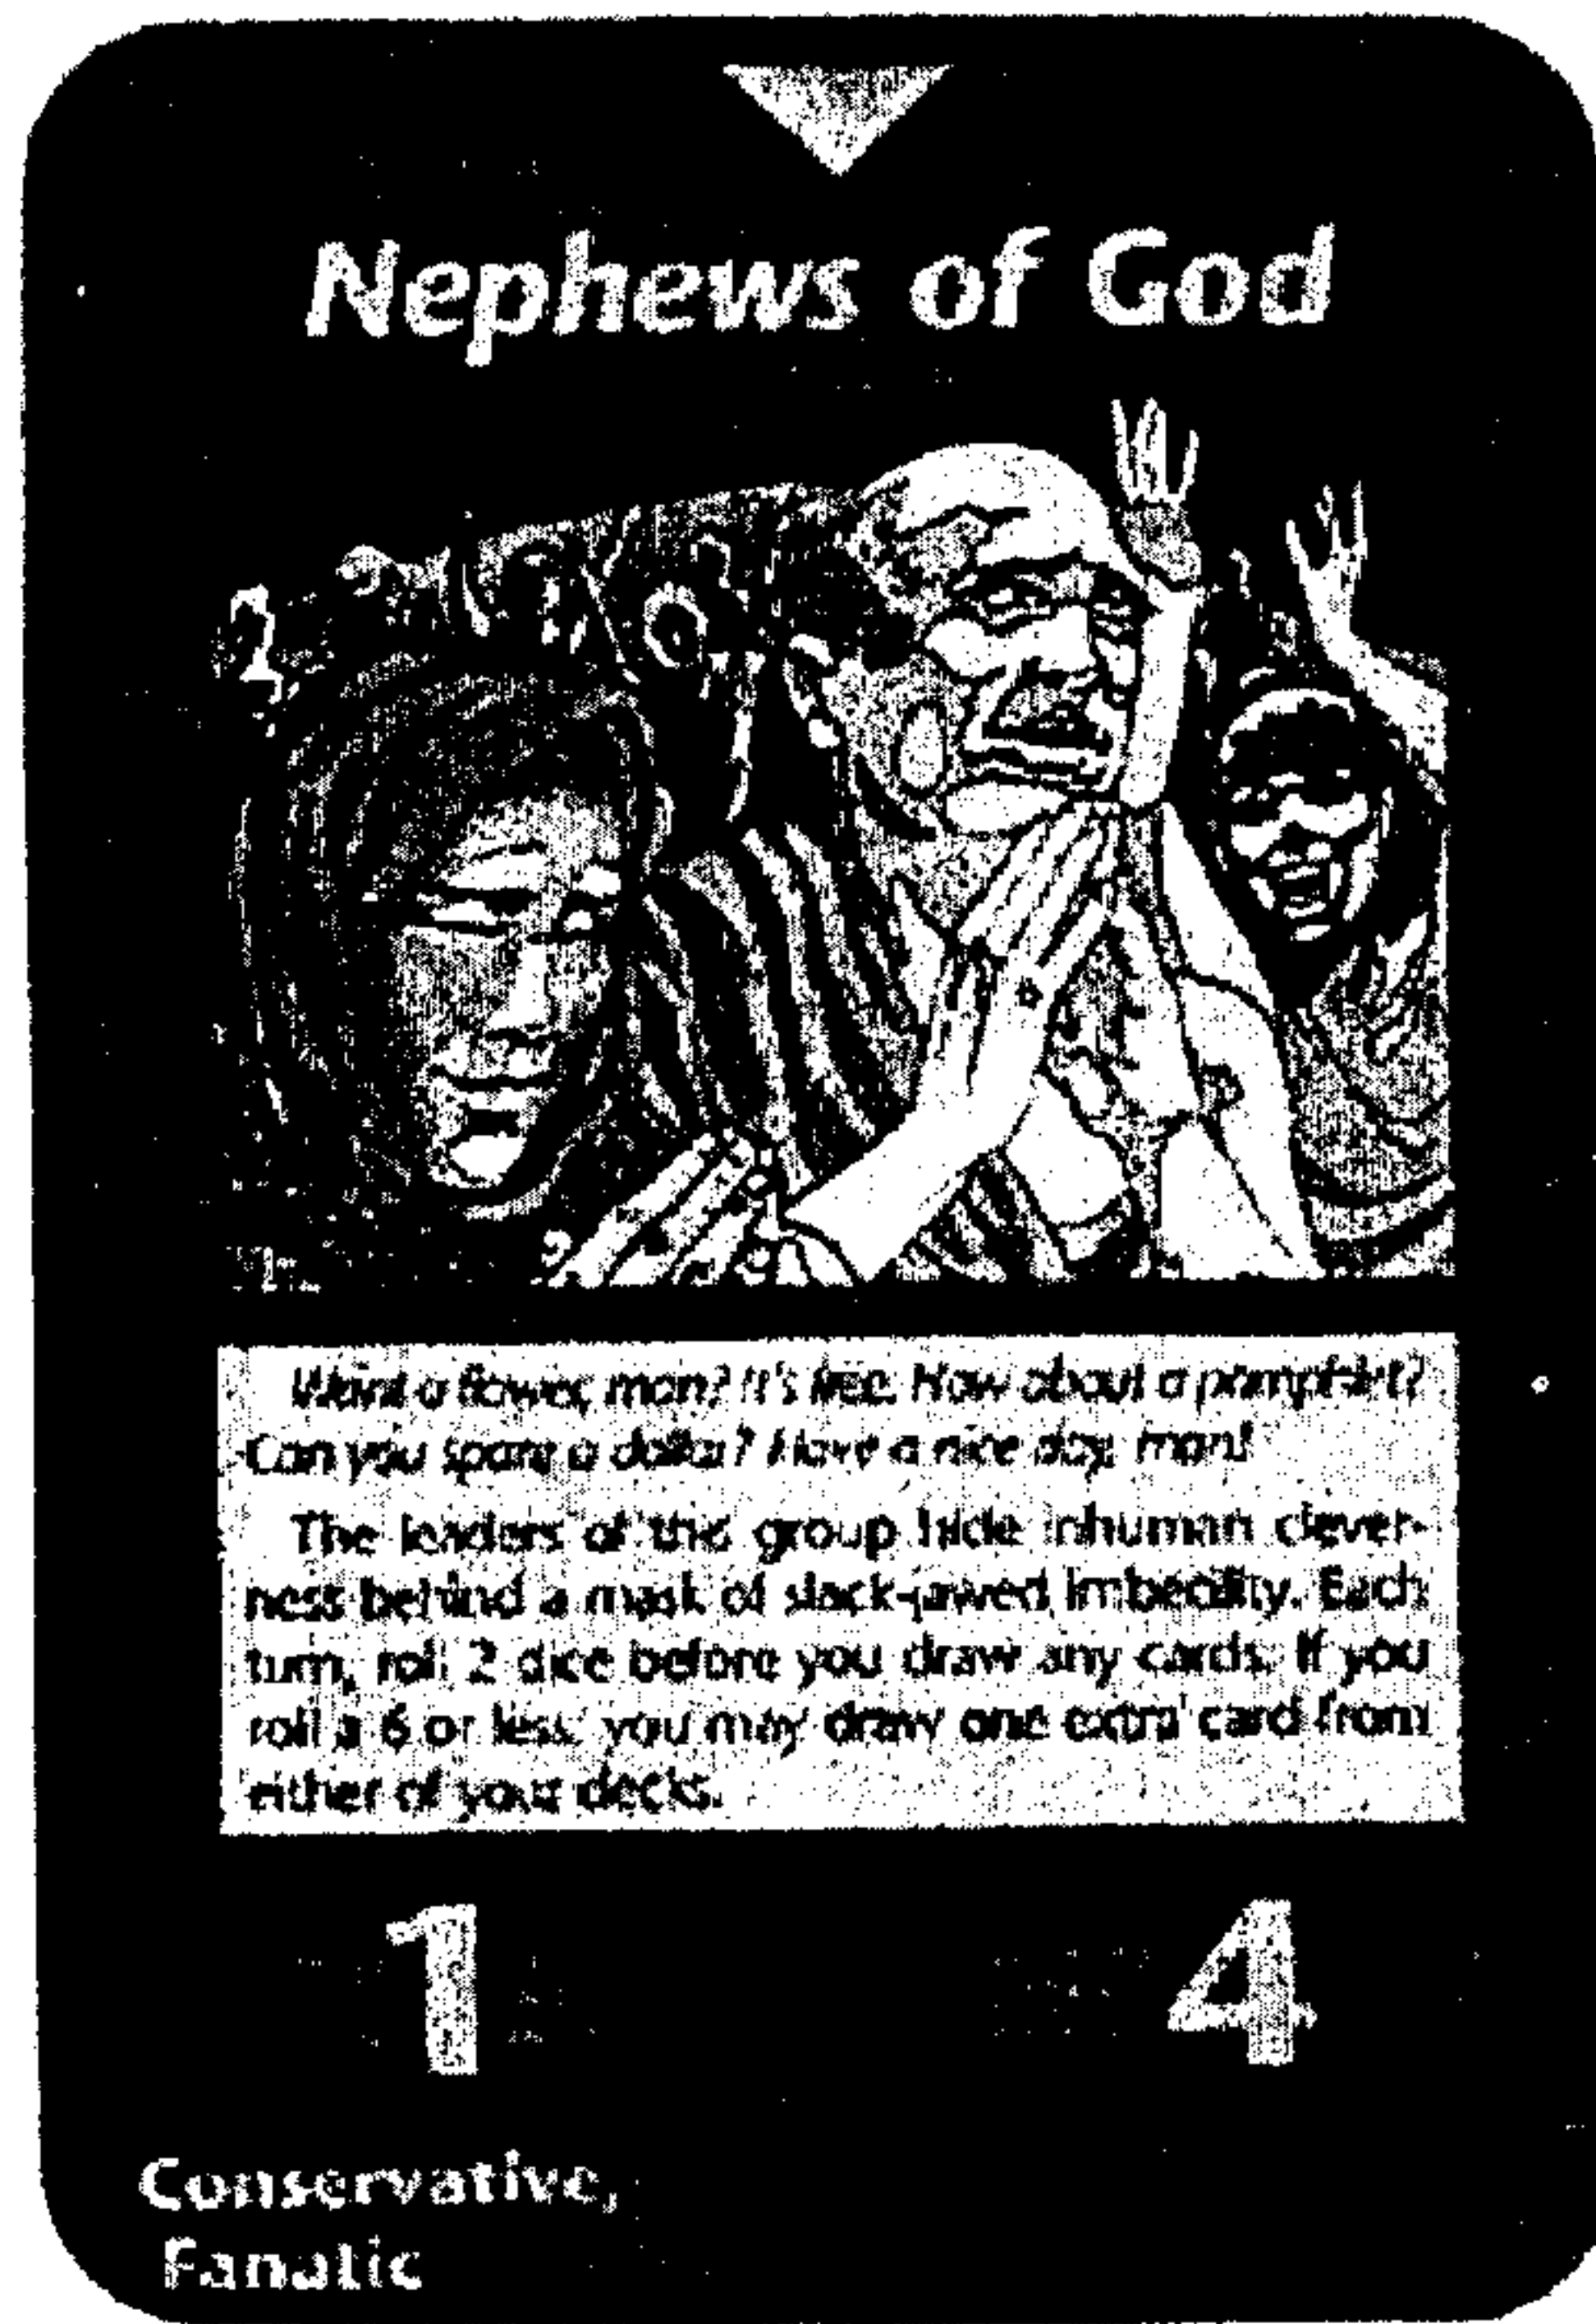 Nephews of God
Want a flower, man? It's free. How about a pamphlet?
Can you spare a dollar? Have a nice day, man!
The leaders of this group hide inhuman clever-
ness behind a mask of slack-jawed imbecility. Each
turn, roll 2 dice before you draw any cards. If you
roll a 6 or less, you may draw one extra card from
either of your decks.
1 4
Conservative,
Fanatic